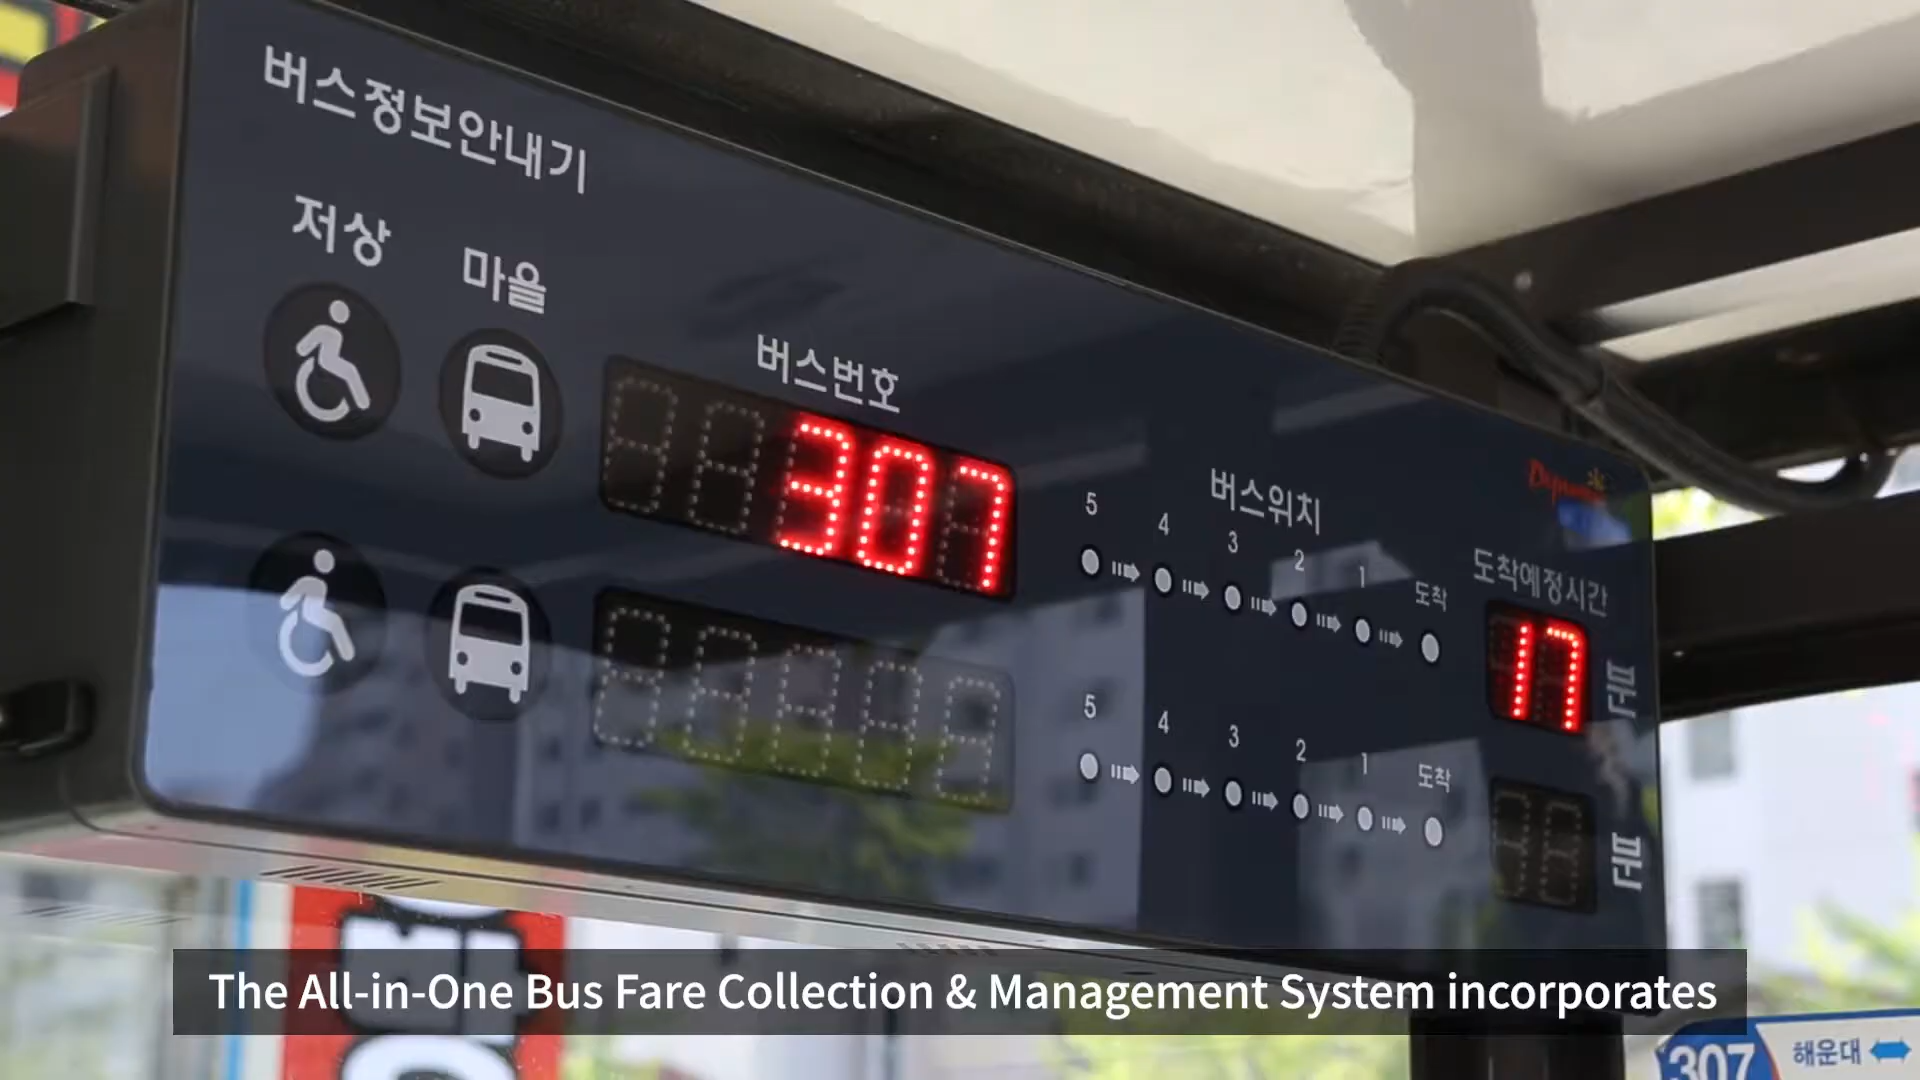 버스정보안내기
저상 마을
버스번호
307
버스위치
5 4 3 2 1 도착
도착예정시간
17 분
5 4 3 2 1 도착
분
The All-in-One Bus Fare Collection & Management System incorporates
307 해운대